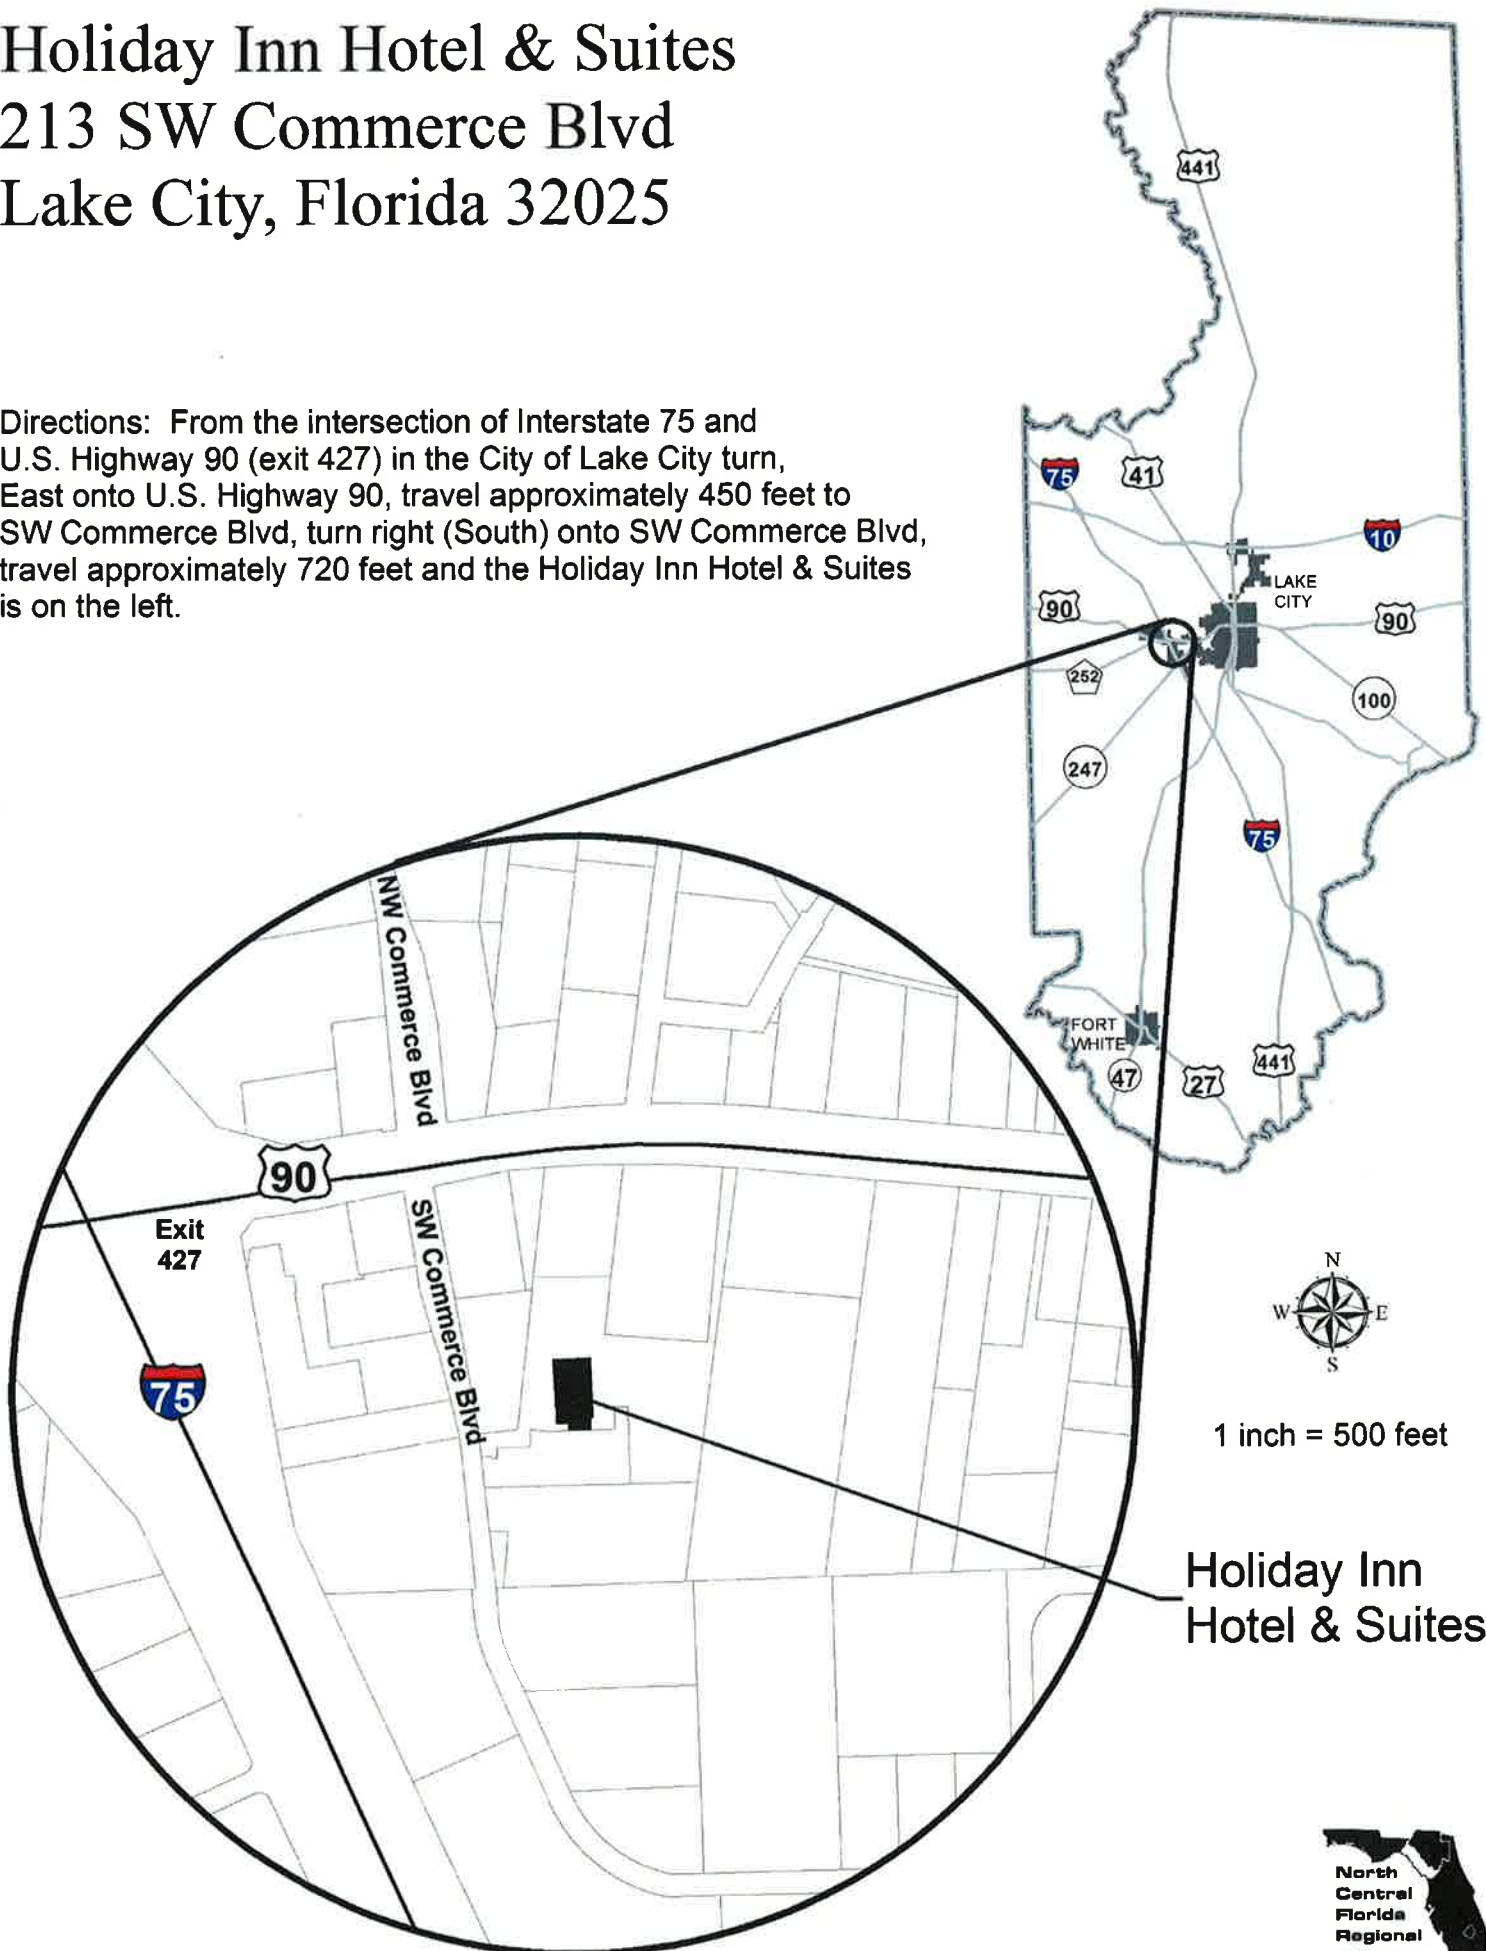 Holiday Inn Hotel & Suites
213 SW Commerce Blvd
Lake City, Florida 32025
Directions: From the intersection of Interstate 75 and
U.S. Highway 90 (exit 427) in the City of Lake City turn,
East onto U.S. Highway 90, travel approximately 450 feet to
SW Commerce Blvd, turn right (South) onto SW Commerce Blvd,
travel approximately 720 feet and the Holiday Inn Hotel & Suites
is on the left.
441
75
41
10
LAKE
CITY
90
90
252
100
247
75
FORT
WHITE
47
27
441
NW Commerce Blvd
90
Exit
427
SW Commerce Blvd
75
N
W
E
S
1 inch = 500 feet
Holiday Inn
Hotel & Suites
North
Central
Florida
Regional